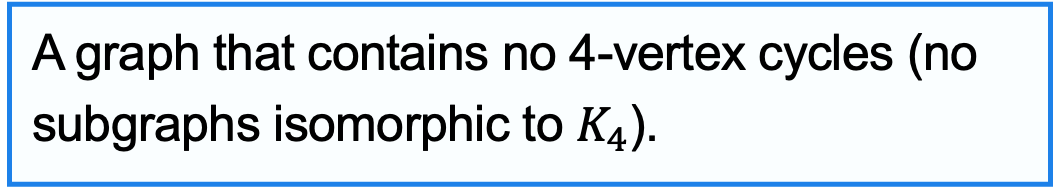 A graph that contains no 4-vertex cycles (no
subgraphs isomorphic to K₄).